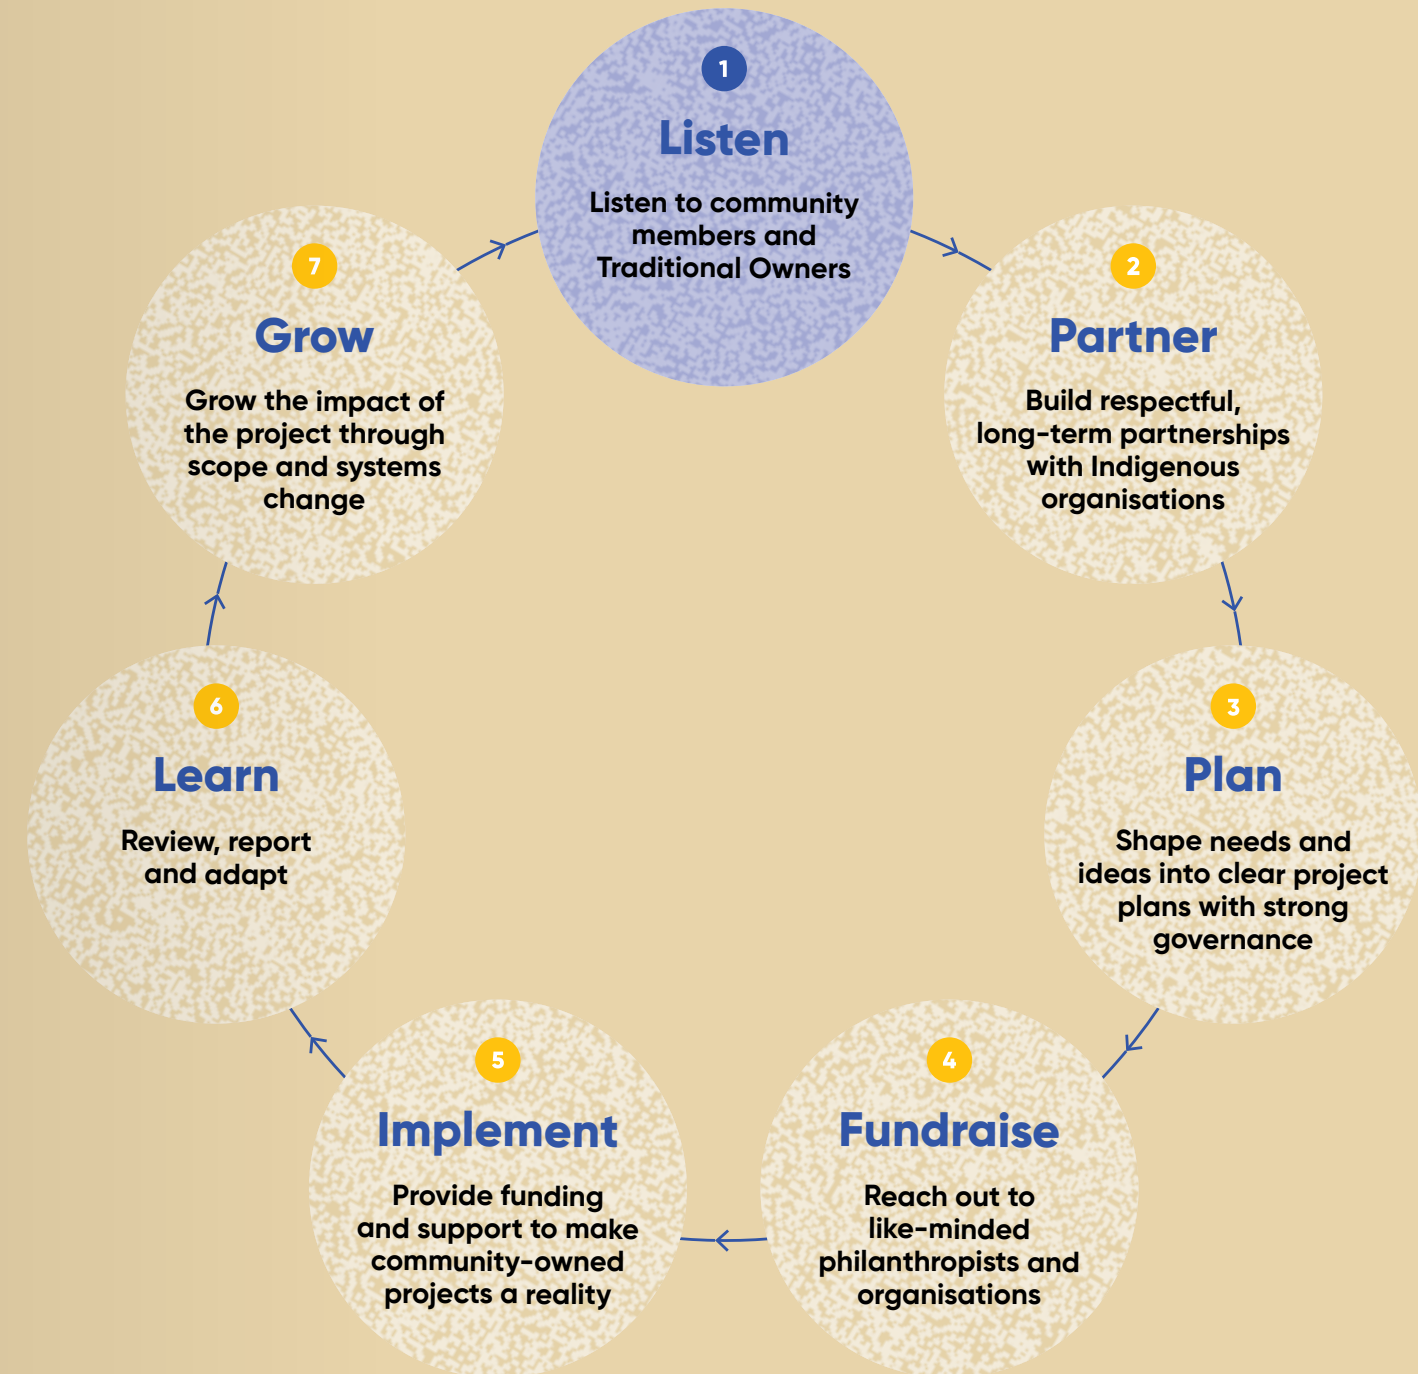 1
Listen
Listen to community
members and
Traditional Owners
2
Partner
Build respectful,
long-term partnerships
with Indigenous
organisations
3
Plan
Shape needs and
ideas into clear project
plans with strong
governance
4
Fundraise
Reach out to
like-minded
philanthropists and
organisations
5
Implement
Provide funding
and support to make
community-owned
projects a reality
6
Learn
Review, report
and adapt
7
Grow
Grow the impact of
the project through
scope and systems
change